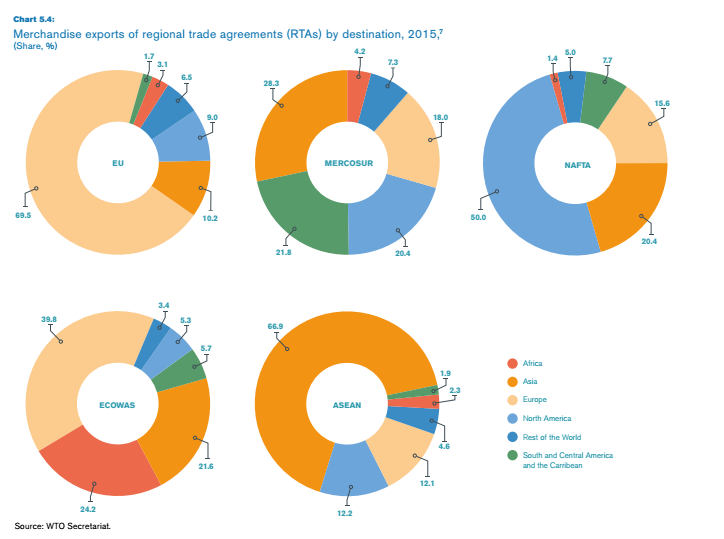 Chart 5.4:
Merchandise exports of regional trade agreements (RTAs) by destination, 2015,⁷
(Share, %)
1.7
3.1
6.5
9.0
10.2
69.5
EU
4.2
7.3
18.0
20.4
21.8
28.3
MERCOSUR
1.4
5.0
7.7
15.6
20.4
50.0
NAFTA
39.8
3.4
5.3
5.7
21.6
24.2
ECOWAS
66.9
1.9
2.3
4.6
12.1
12.2
ASEAN
Africa
Asia
Europe
North America
Rest of the World
South and Central America
and the Carribean
Source: WTO Secretariat.